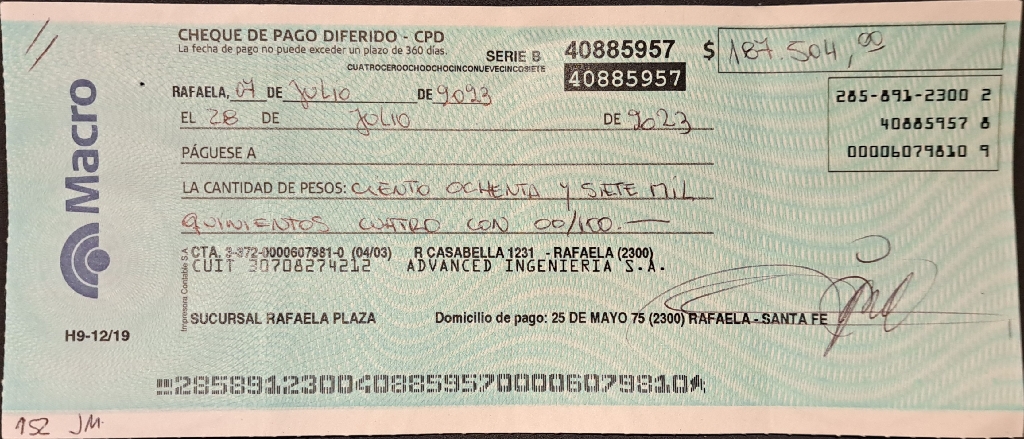 CHEQUE DE PAGO DIFERIDO - CPD
La fecha de pago no puede exceder un plazo de 360 días.
SERIE B 40885957 $ 187.504,00
CUATROCEROOCHOOCHOCINCONUEVECINCOSIETE
40885957
RAFAELA, 07 DE JULIO DE 2023
285-891-2300 2
EL 28 DE JULIO DE 2023
40885957 8
PÁGUESE A
00006079810 9
LA CANTIDAD DE PESOS: CIENTO OCHENTA Y SIETE MIL
QUINIENTOS CUATRO CON 00/100.—
CTA. 3-372-0000607981-0 (04/03) R CASABELLA 1231 - RAFAELA (2300)
CUIT 30708274212 ADVANCED INGENIERIA S.A.
SUCURSAL RAFAELA PLAZA Domicilio de pago: 25 DE MAYO 75 (2300) RAFAELA - SANTA FE
Macro
H9-12/19
Impresora Contable S.A
28589123004088595700006079810
152 JM